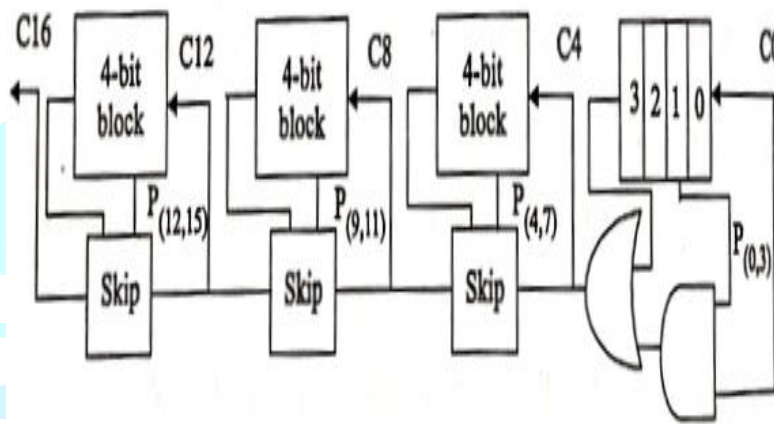 C16
4-bit
block
C12
4-bit
block
C8
4-bit
block
C4
3 2 1 0
P(12,15)
P(9,11)
P(4,7)
P(0,3)
Skip
Skip
Skip